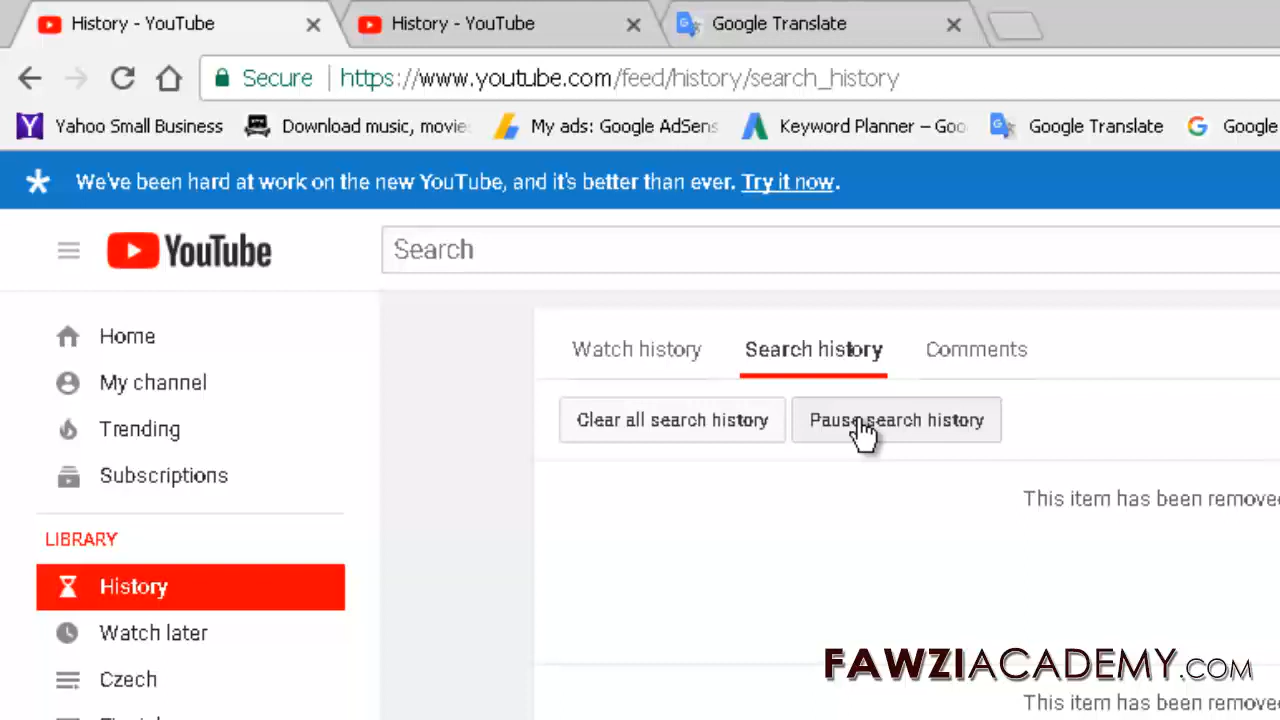 History - YouTube
History - YouTube
Google Translate
Secure https://www.youtube.com/feed/history/search_history
Yahoo Small Business
Download music, movie
My ads: Google AdSens
Keyword Planner – Goo
Google Translate
Google
We've been hard at work on the new YouTube, and it's better than ever. Try it now.
YouTube
Search
Home
My channel
Trending
Subscriptions
LIBRARY
History
Watch later
Czech
Watch history
Search history
Comments
Clear all search history
Pause search history
This item has been remove
This item has been remove
FAWZIACADEMY.COM